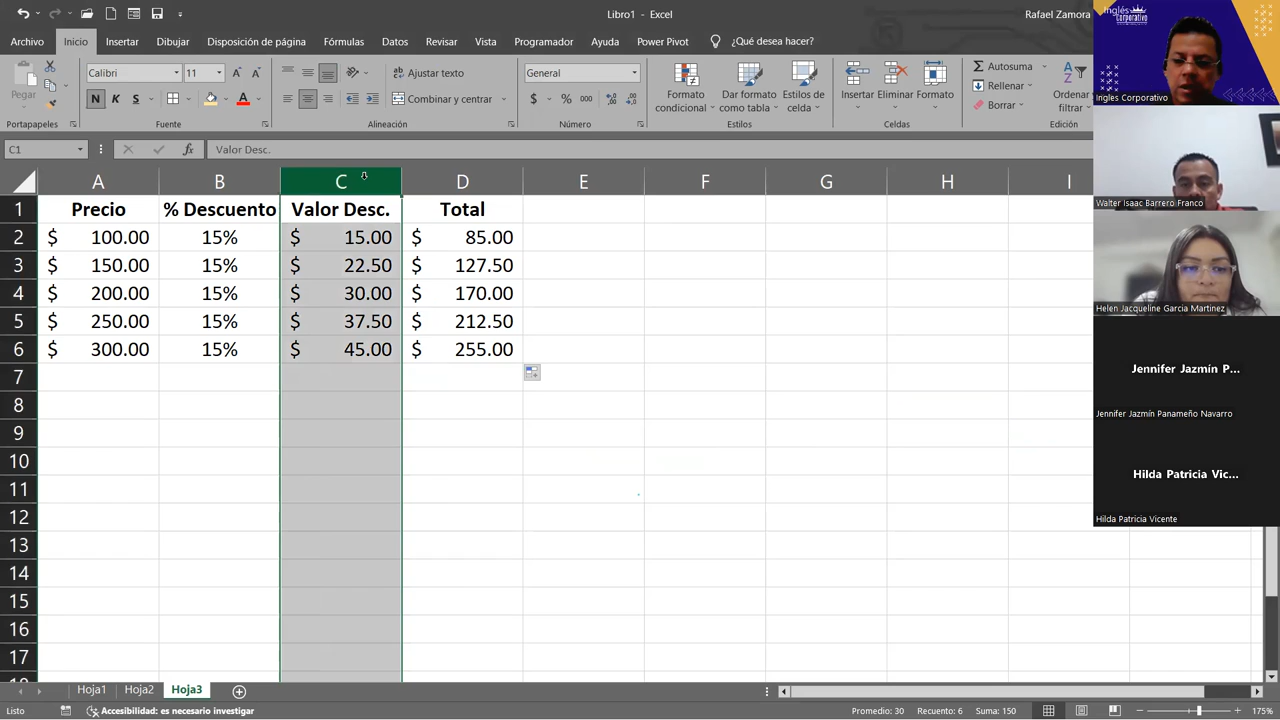 Libro1 - Excel
Rafael Zamora
Archivo Inicio Insertar Dibujar Disposición de página Fórmulas Datos Revisar Vista Programador Ayuda Power Pivot ¿Qué desea hacer?
Pegar
Calibri 11
N K S
Ajustar texto
Combinar y centrar
General
$ % 000
Formato condicional
Dar formato como tabla
Estilos de celda
Insertar Eliminar Formato
Autosuma
Rellenar
Borrar
Ordenar filtrar
Portapapeles Fuente Alineación Número Estilos Celdas
C1 fx Valor Desc.
A B C D E F G H I
1 Precio % Descuento Valor Desc. Total
2 $ 100.00 15% $ 15.00 $ 85.00
3 $ 150.00 15% $ 22.50 $ 127.50
4 $ 200.00 15% $ 30.00 $ 170.00
5 $ 250.00 15% $ 37.50 $ 212.50
6 $ 300.00 15% $ 45.00 $ 255.00
7
8
9
10
11
12
13
14
15
16
17
Hoja1 Hoja2 Hoja3
Listo Accesibilidad: es necesario investigar Promedio: 30 Recuento: 6 Suma: 150 175%
Inglés Corporativo
Ingles Corporativo
Walter Isaac Barrero Franco
Helen Jacqueline Garcia Martinez
Jennifer Jazmín P...
Jennifer Jazmín Panameño Navarro
Hilda Patricia Vic...
Hilda Patricia Vicente